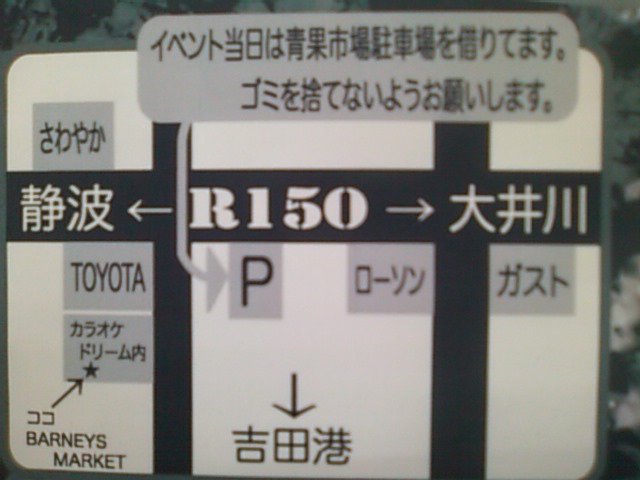 イベント当日は青果市場駐車場を借りてます。
ゴミを捨てないようお願いします。
さわやか
静波 ← R150 → 大井川
TOYOTA
P
ローソン
ガスト
カラオケ
ドリーム内
★
ココ
BARNEYS
MARKET
↓
吉田港